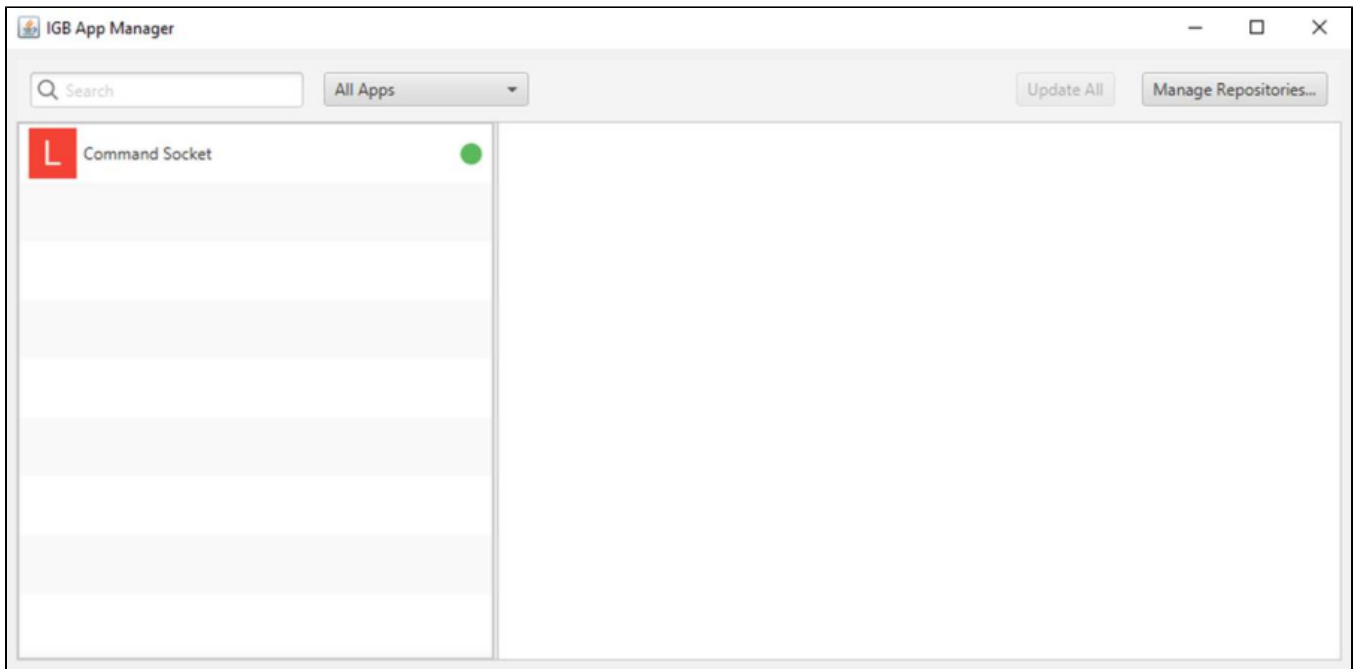 IGB App Manager
Search All Apps Update All Manage Repositories...
L Command Socket